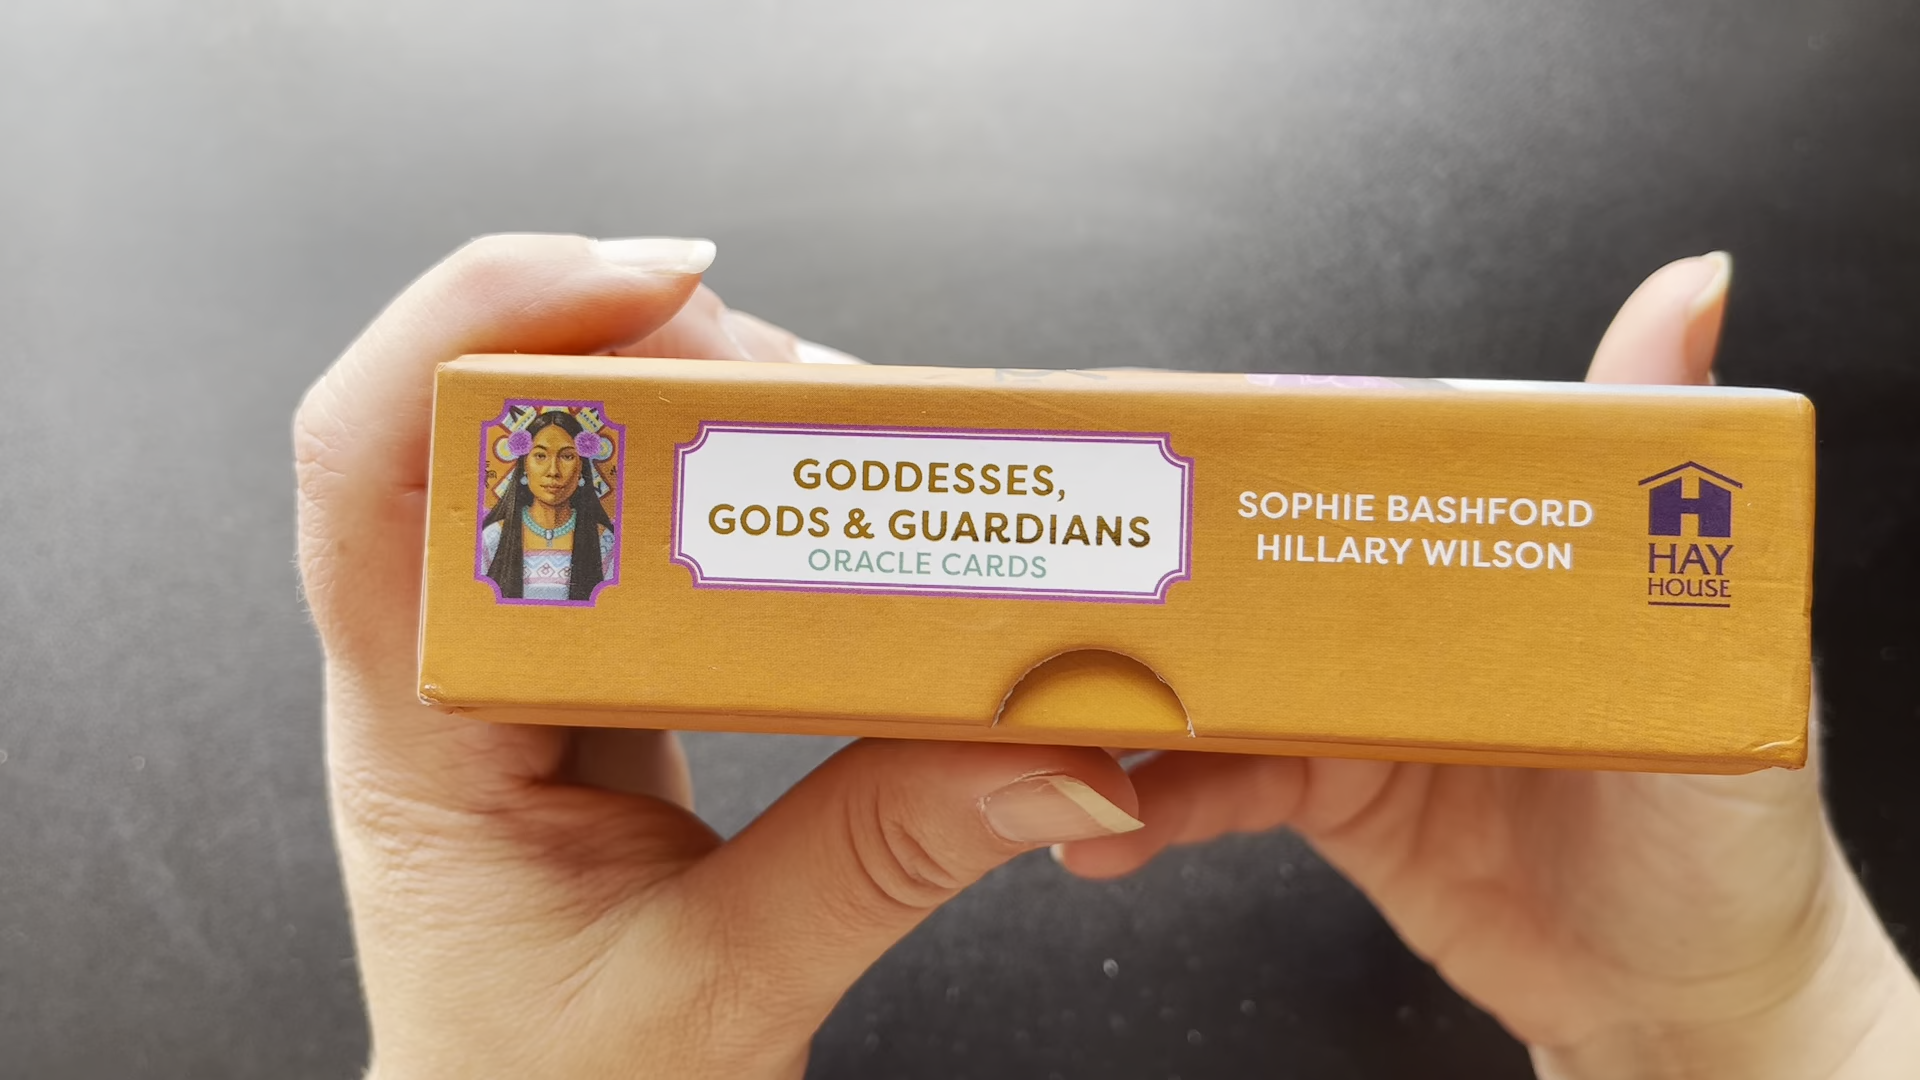 GODDESSES,
GODS & GUARDIANS
ORACLE CARDS
SOPHIE BASHFORD
HILLARY WILSON
HAY
HOUSE